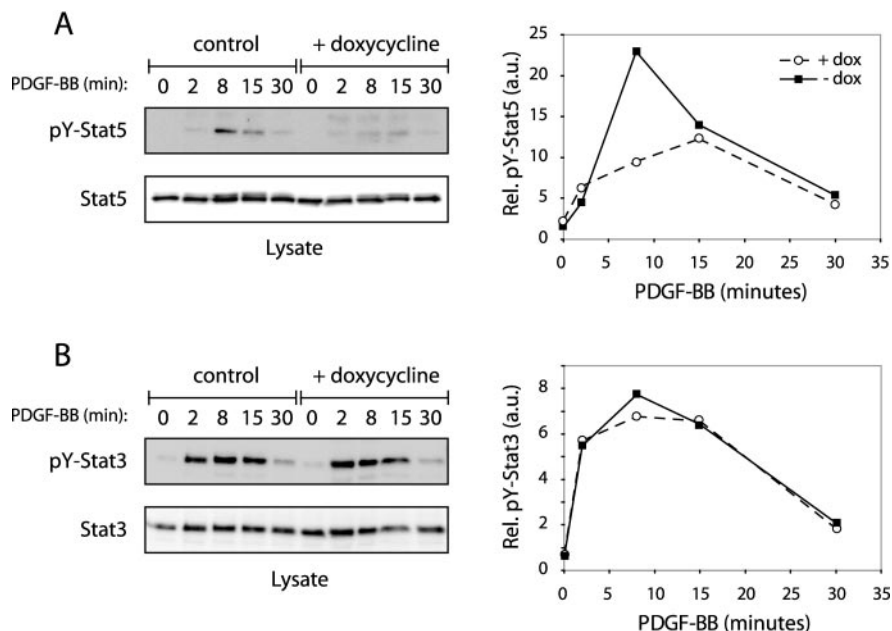 A
control + doxycycline
PDGF-BB (min): 0 2 8 15 30 0 2 8 15 30
pY-Stat5
Stat5
Lysate
Rel. pY-Stat5 (a.u.)
25
20
15
10
5
0
+ dox
- dox
0 5 10 15 20 25 30 35
PDGF-BB (minutes)
B
control + doxycycline
PDGF-BB (min): 0 2 8 15 30 0 2 8 15 30
pY-Stat3
Stat3
Lysate
Rel. pY-Stat3 (a.u.)
8
6
4
2
0
0 5 10 15 20 25 30 35
PDGF-BB (minutes)